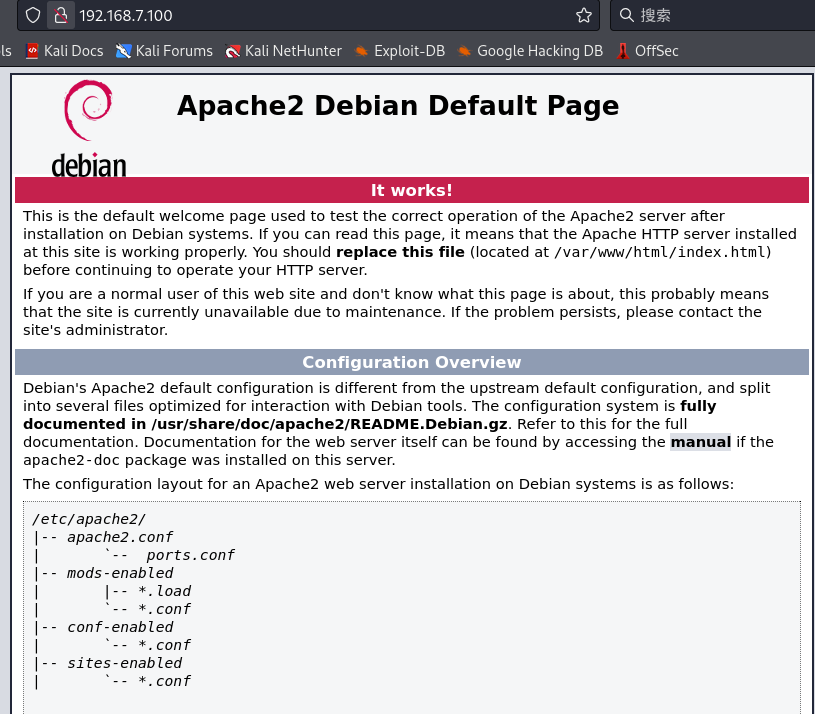 192.168.7.100
搜索
ls Kali Docs Kali Forums Kali NetHunter Exploit-DB Google Hacking DB OffSec
debian
Apache2 Debian Default Page
It works!
This is the default welcome page used to test the correct operation of the Apache2 server after
installation on Debian systems. If you can read this page, it means that the Apache HTTP server installed
at this site is working properly. You should replace this file (located at /var/www/html/index.html)
before continuing to operate your HTTP server.
If you are a normal user of this web site and don't know what this page is about, this probably means
that the site is currently unavailable due to maintenance. If the problem persists, please contact the
site's administrator.
Configuration Overview
Debian's Apache2 default configuration is different from the upstream default configuration, and split
into several files optimized for interaction with Debian tools. The configuration system is fully
documented in /usr/share/doc/apache2/README.Debian.gz. Refer to this for the full
documentation. Documentation for the web server itself can be found by accessing the manual if the
apache2-doc package was installed on this server.
The configuration layout for an Apache2 web server installation on Debian systems is as follows:
/etc/apache2/
|-- apache2.conf
|       `--  ports.conf
|-- mods-enabled
|       |-- *.load
|       `-- *.conf
|-- conf-enabled
|       `-- *.conf
|-- sites-enabled
|       `-- *.conf